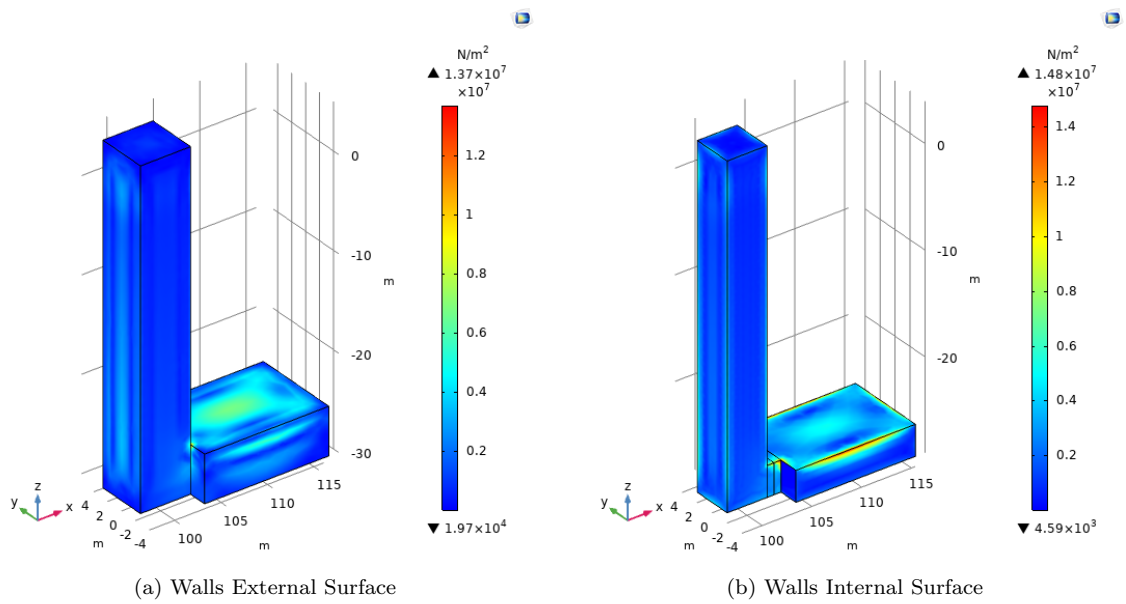 N/m²
▲ 1.37×10⁷
×10⁷
1.2
1
0.8
0.6
0.4
0.2
▼ 1.97×10⁴
0
-10
m
-20
-30
115
110
105
100
m
4
2
0
-2
-4
m
z
y
x
(a) Walls External Surface
N/m²
▲ 1.48×10⁷
×10⁷
1.4
1.2
1
0.8
0.6
0.4
0.2
▼ 4.59×10³
0
-10
m
-20
115
110
105
100
m
4
2
0
-2
-4
m
z
y
x
(b) Walls Internal Surface